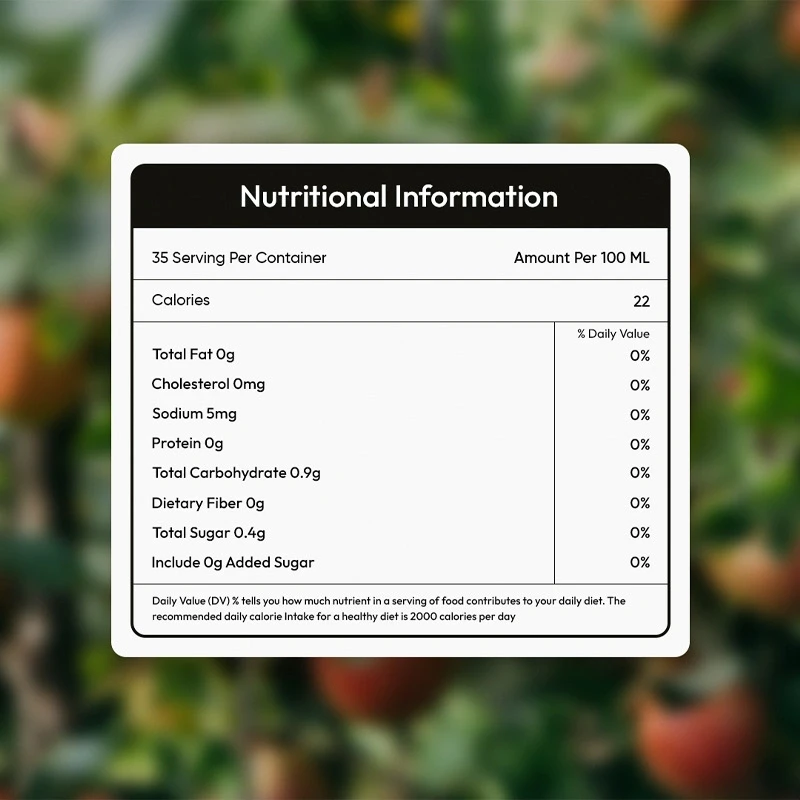 Nutritional Information
35 Serving Per Container Amount Per 100 ML
Calories 22
% Daily Value
Total Fat 0g 0%
Cholesterol 0mg 0%
Sodium 5mg 0%
Protein 0g 0%
Total Carbohydrate 0.9g 0%
Dietary Fiber 0g 0%
Total Sugar 0.4g 0%
Include 0g Added Sugar 0%
Daily Value (DV) % tells you how much nutrient in a serving of food contributes to your daily diet. The
recommended daily calorie Intake for a healthy diet is 2000 calories per day